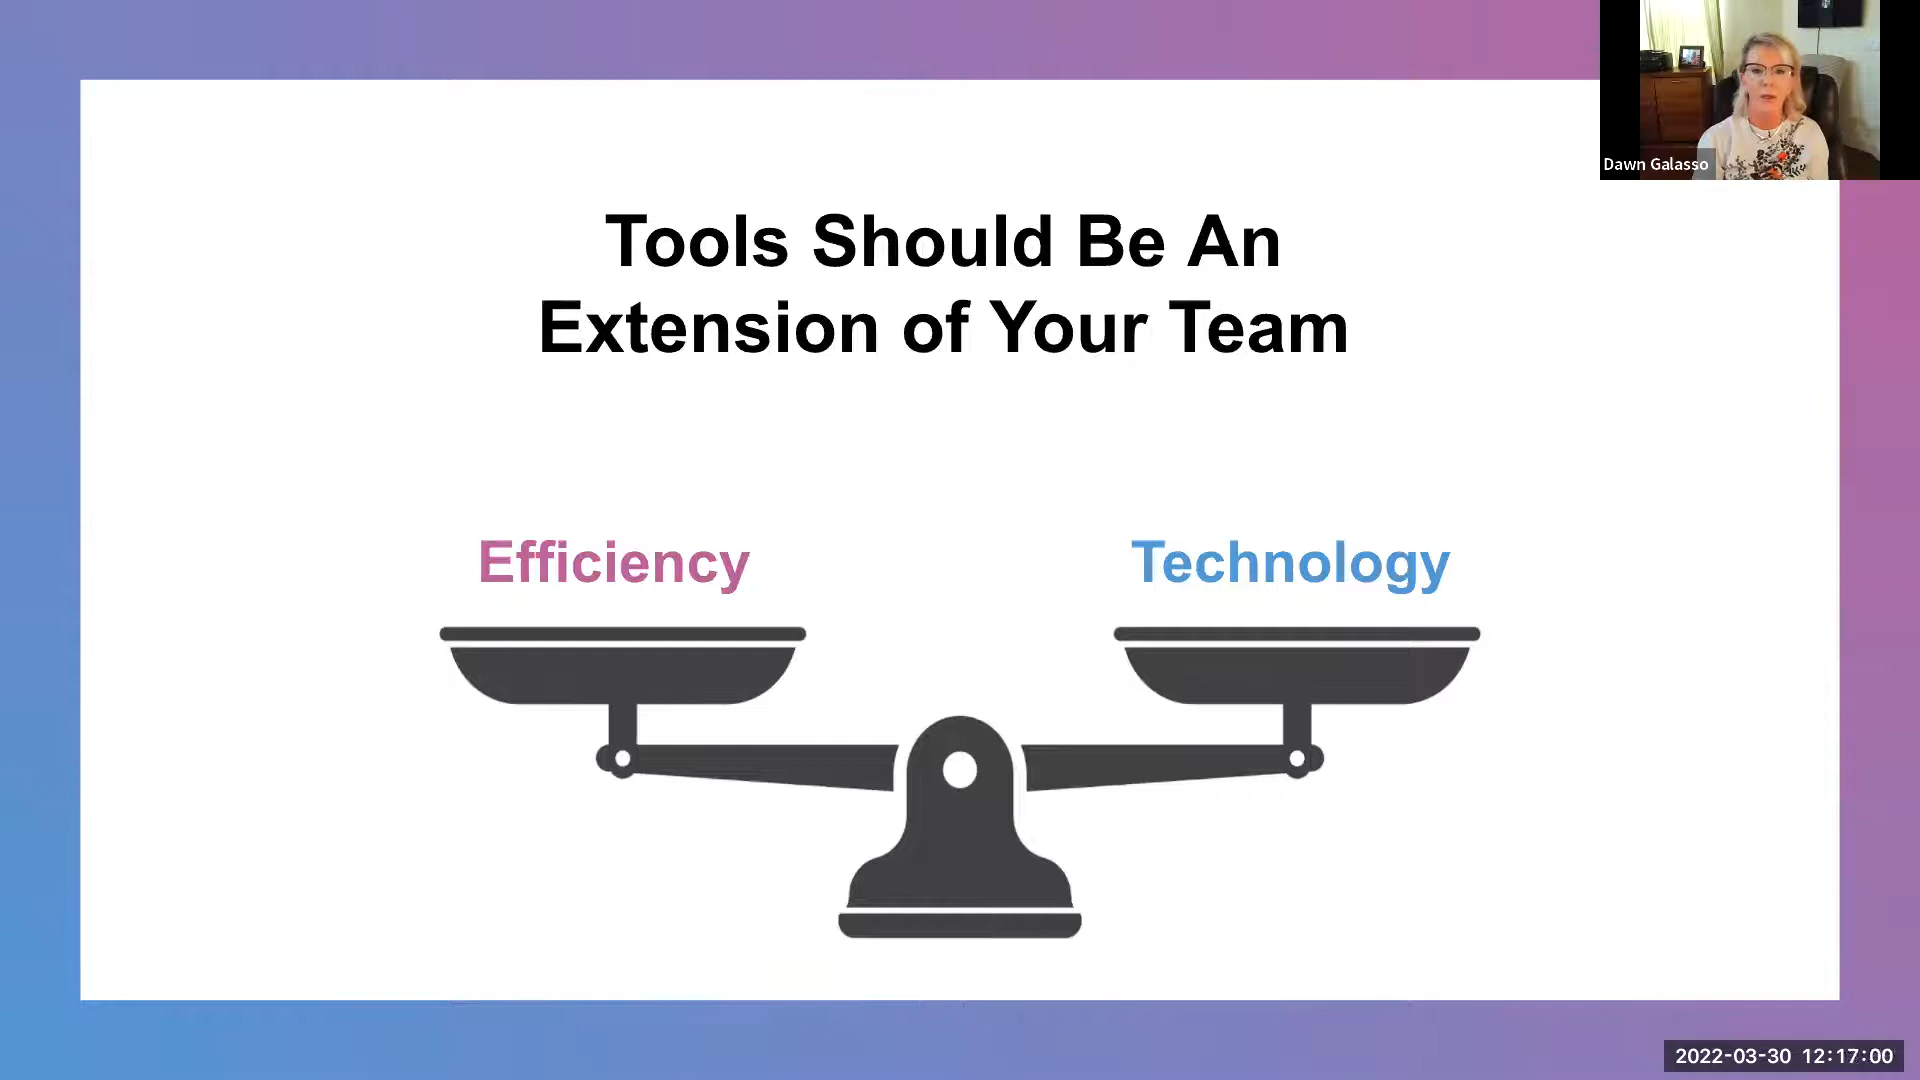 Dawn Galasso
Tools Should Be An
Extension of Your Team
Efficiency
Technology
2022-03-30 12:17:00